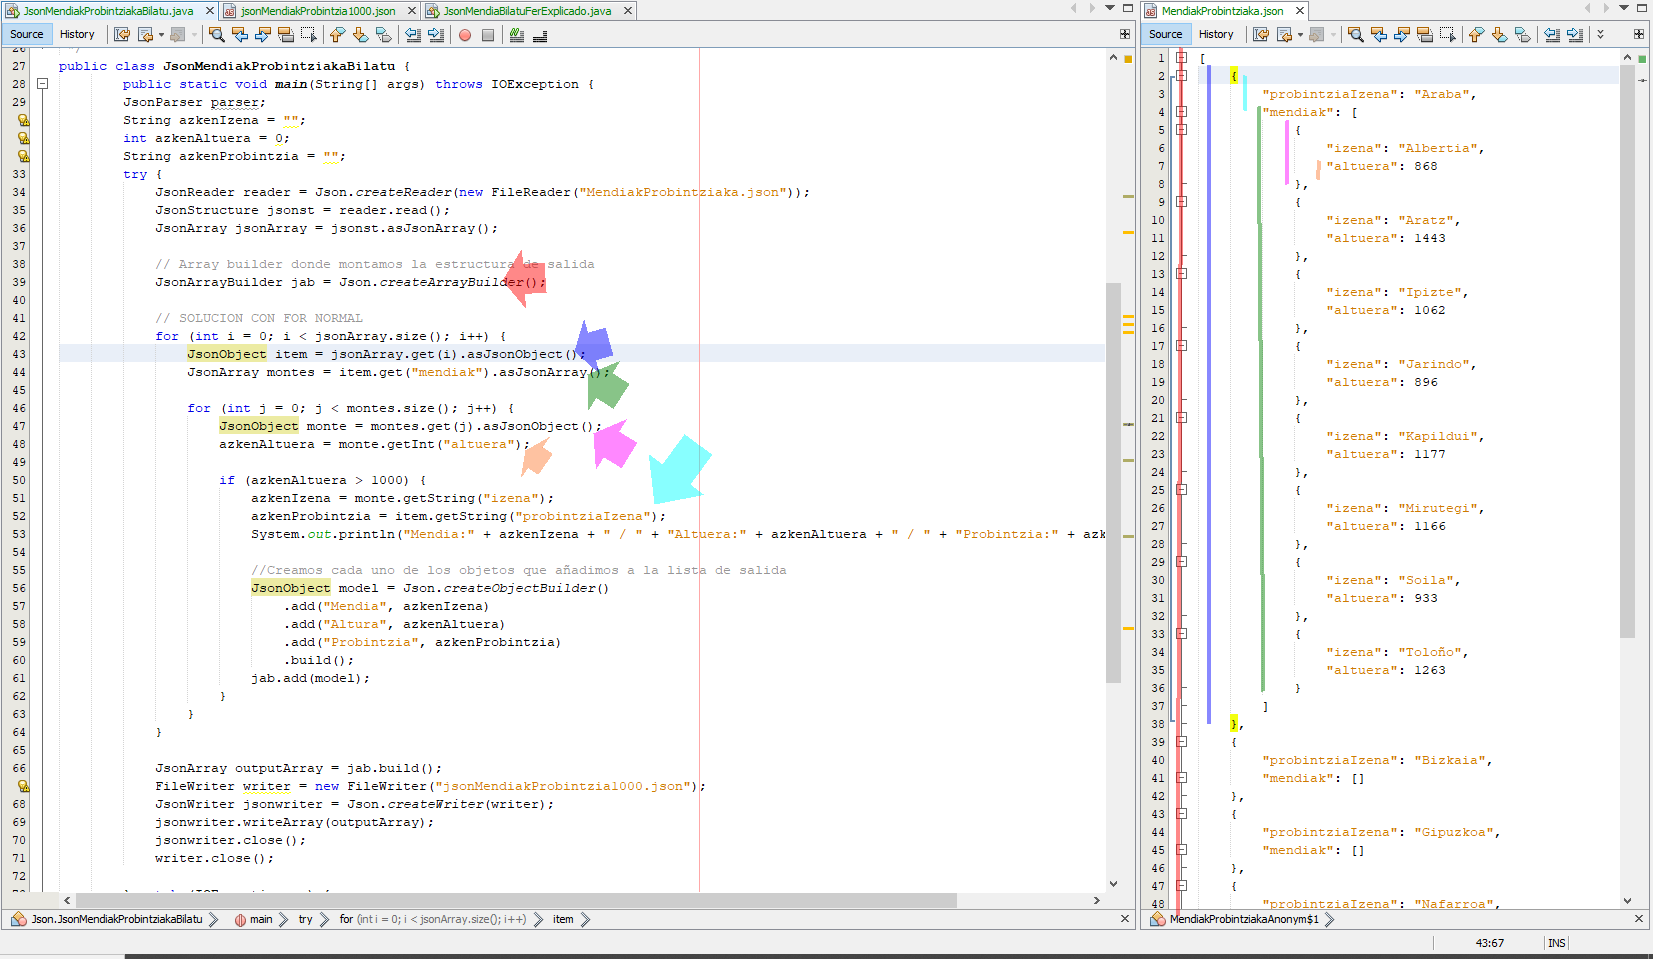 JsonMendiakProbintziakaBilatu.java
jsonMendiakProbintzia1000.json
JsonMendiaBilatuFerExplicado.java
Source History
27 public class JsonMendiakProbintziakaBilatu {
28 public static void main(String[] args) throws IOException {
29 JsonParser parser;
String azkenIzena = "";
int azkenAltuera = 0;
String azkenProbintzia = "";
33 try {
34 JsonReader reader = Json.createReader(new FileReader("MendiakProbintziaka.json"));
35 JsonStructure jsonst = reader.read();
36 JsonArray jsonArray = jsonst.asJsonArray();
37
38 // Array builder donde montamos la estructura de salida
39 JsonArrayBuilder jab = Json.createArrayBuilder();
40
41 // SOLUCION CON FOR NORMAL
42 for (int i = 0; i < jsonArray.size(); i++) {
43 JsonObject item = jsonArray.get(i).asJsonObject();
44 JsonArray montes = item.get("mendiak").asJsonArray();
45
46 for (int j = 0; j < montes.size(); j++) {
47 JsonObject monte = montes.get(j).asJsonObject();
48 azkenAltuera = monte.getInt("altuera");
49
50 if (azkenAltuera > 1000) {
51 azkenIzena = monte.getString("izena");
52 azkenProbintzia = item.getString("probintziaIzena");
53 System.out.println("Mendia:" + azkenIzena + " / " + "Altuera:" + azkenAltuera + " / " + "Probintzia:" + azk
54
55 //Creamos cada uno de los objetos que añadimos a la lista de salida
56 JsonObject model = Json.createObjectBuilder()
57 .add("Mendia", azkenIzena)
58 .add("Altura", azkenAltuera)
59 .add("Probintzia", azkenProbintzia)
60 .build();
61 jab.add(model);
62 }
63 }
64 }
65
66 JsonArray outputArray = jab.build();
FileWriter writer = new FileWriter("jsonMendiakProbintzia1000.json");
68 JsonWriter jsonwriter = Json.createWriter(writer);
69 jsonwriter.writeArray(outputArray);
70 jsonwriter.close();
71 writer.close();
72
Json.JsonMendiakProbintziakaBilatu main try for (int i = 0; i < jsonArray.size(); i++) item
MendiakProbintziaka.json
Source History
1 [
2 {
3 "probintziaIzena": "Araba",
4 "mendiak": [
5 {
6 "izena": "Albertia",
7 "altuera": 868
8 },
9 {
10 "izena": "Aratz",
11 "altuera": 1443
12 },
13 {
14 "izena": "Ipizte",
15 "altuera": 1062
16 },
17 {
18 "izena": "Jarindo",
19 "altuera": 896
20 },
21 {
22 "izena": "Kapildui",
23 "altuera": 1177
24 },
25 {
26 "izena": "Mirutegi",
27 "altuera": 1166
28 },
29 {
30 "izena": "Soila",
31 "altuera": 933
32 },
33 {
34 "izena": "Toloño",
35 "altuera": 1263
36 }
37 ]
38 },
39 {
40 "probintziaIzena": "Bizkaia",
41 "mendiak": []
42 },
43 {
44 "probintziaIzena": "Gipuzkoa",
45 "mendiak": []
46 },
47 {
48 "probintziaIzena": "Nafarroa",
MendiakProbintziakaAnonym$1
43:67 INS